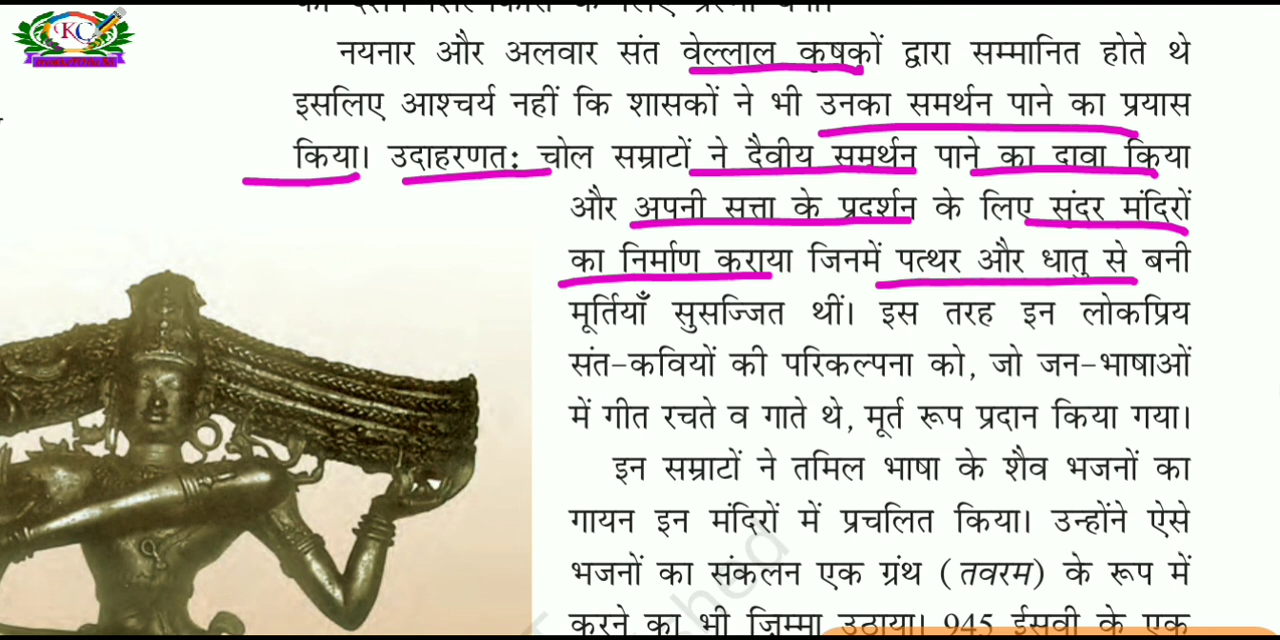 KC
नयनार और अलवार संत वेल्लाल कृषकों द्वारा सम्मानित होते थे
इसलिए आश्चर्य नहीं कि शासकों ने भी उनका समर्थन पाने का प्रयास
किया। उदाहरणत: चोल सम्राटों ने दैवीय समर्थन पाने का दावा किया
और अपनी सत्ता के प्रदर्शन के लिए सुंदर मंदिरों
का निर्माण कराया जिनमें पत्थर और धातु से बनी
मूर्तियाँ सुसज्जित थीं। इस तरह इन लोकप्रिय
संत-कवियों की परिकल्पना को, जो जन-भाषाओं
में गीत रचते व गाते थे, मूर्त रूप प्रदान किया गया।
इन सम्राटों ने तमिल भाषा के शैव भजनों का
गायन इन मंदिरों में प्रचलित किया। उन्होंने ऐसे
भजनों का संकलन एक ग्रंथ (तवरम) के रूप में
करने का भी जिम्मा उठाया। 945 ईसवी के एक